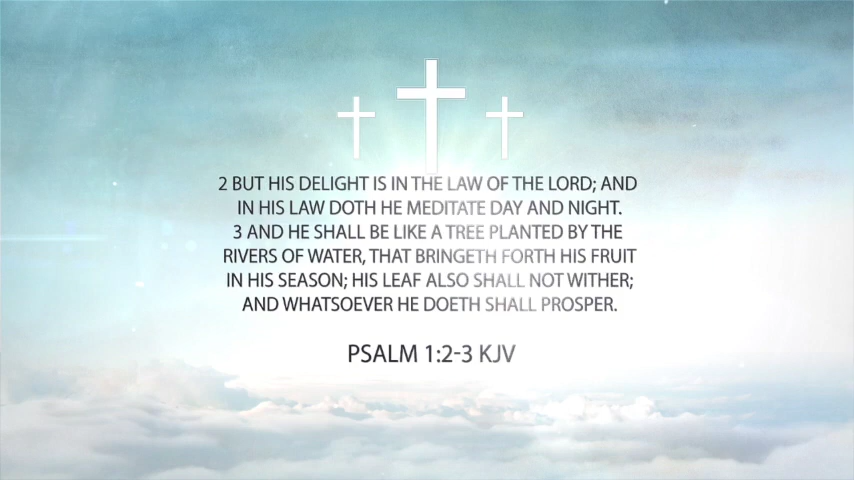 2 BUT HIS DELIGHT IS IN THE LAW OF THE LORD; AND
IN HIS LAW DOTH HE MEDITATE DAY AND NIGHT.
3 AND HE SHALL BE LIKE A TREE PLANTED BY THE
RIVERS OF WATER, THAT BRINGETH FORTH HIS FRUIT
IN HIS SEASON; HIS LEAF ALSO SHALL NOT WITHER;
AND WHATSOEVER HE DOETH SHALL PROSPER.
PSALM 1:2-3 KJV